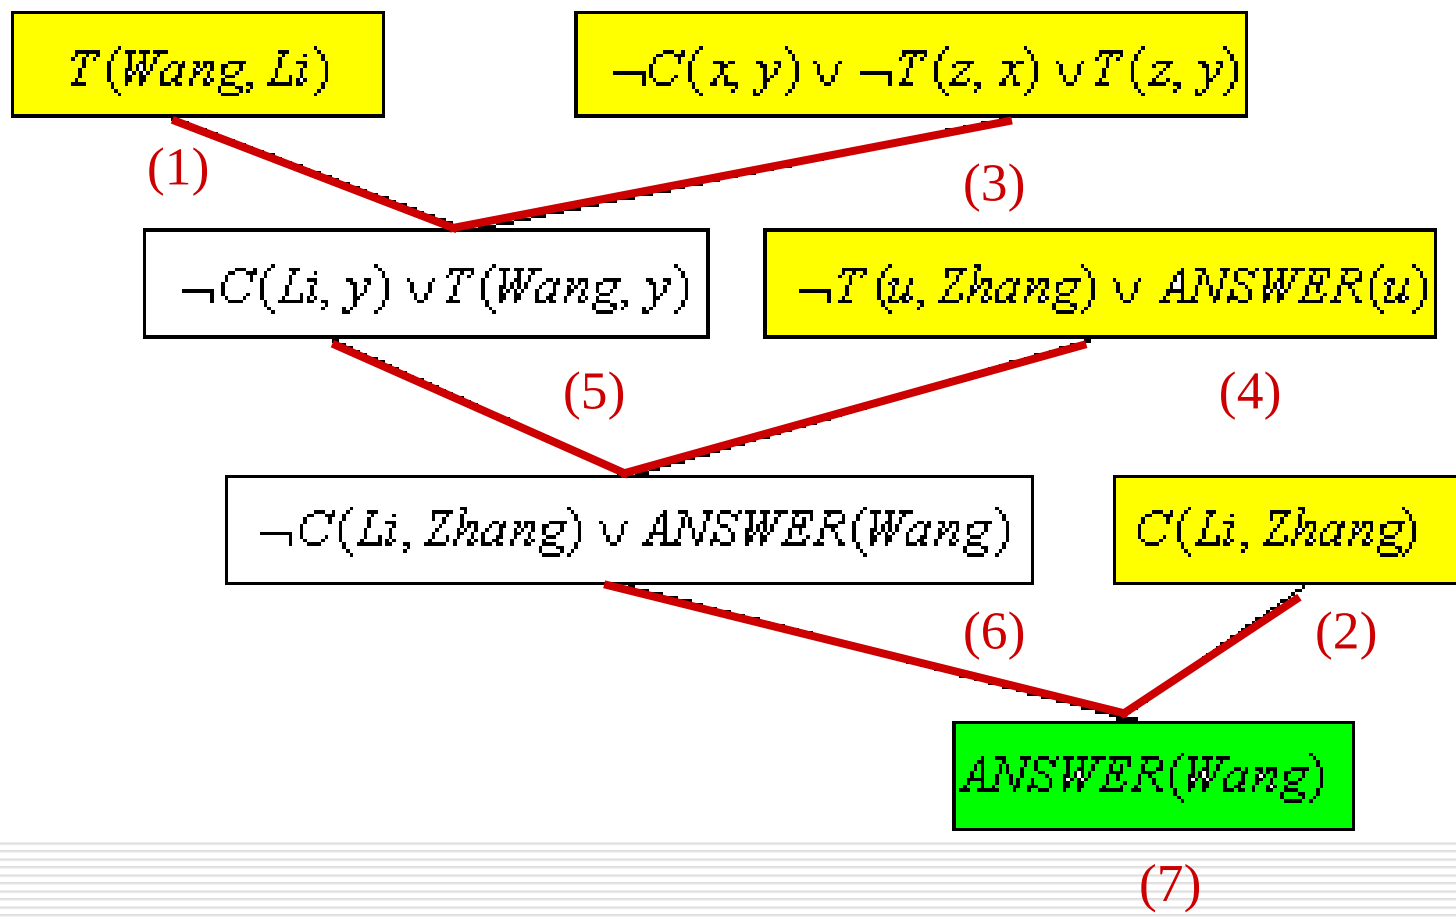 T(Wang, Li)
¬C(x, y) ∨ ¬T(z, x) ∨ T(z, y)
(1)
(3)
¬C(Li, y) ∨ T(Wang, y)
¬T(u, Zhang) ∨ ANSWER(u)
(5)
(4)
¬C(Li, Zhang) ∨ ANSWER(Wang)
C(Li, Zhang)
(6)
(2)
ANSWER(Wang)
(7)